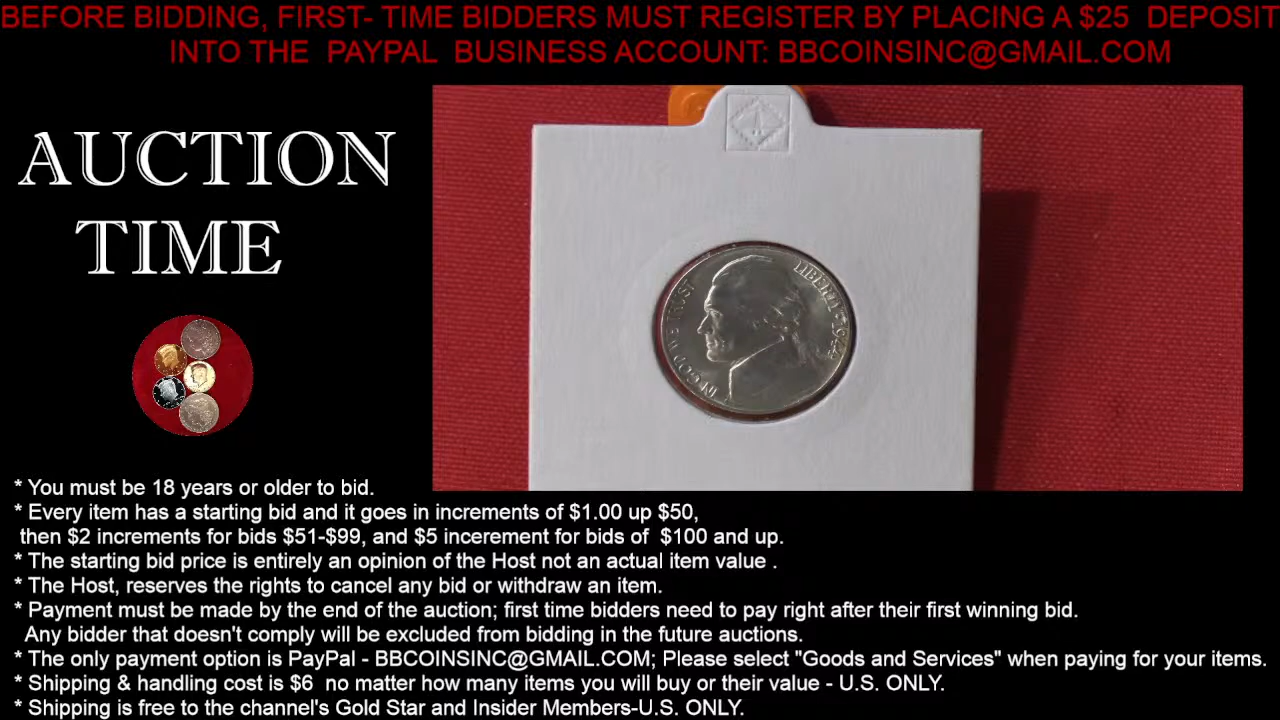 BEFORE BIDDING, FIRST- TIME BIDDERS MUST REGISTER BY PLACING A $25 DEPOSIT
INTO THE PAYPAL BUSINESS ACCOUNT: BBCOINSINC@GMAIL.COM
AUCTION
TIME
IN GOD WE TRUST
LIBERTY
* You must be 18 years or older to bid.
* Every item has a starting bid and it goes in increments of $1.00 up $50,
then $2 increments for bids $51-$99, and $5 incerement for bids of $100 and up.
* The starting bid price is entirely an opinion of the Host not an actual item value .
* The Host, reserves the rights to cancel any bid or withdraw an item.
* Payment must be made by the end of the auction; first time bidders need to pay right after their first winning bid.
Any bidder that doesn't comply will be excluded from bidding in the future auctions.
* The only payment option is PayPal - BBCOINSINC@GMAIL.COM; Please select "Goods and Services" when paying for your items.
* Shipping & handling cost is $6 no matter how many items you will buy or their value - U.S. ONLY.
* Shipping is free to the channel's Gold Star and Insider Members-U.S. ONLY.